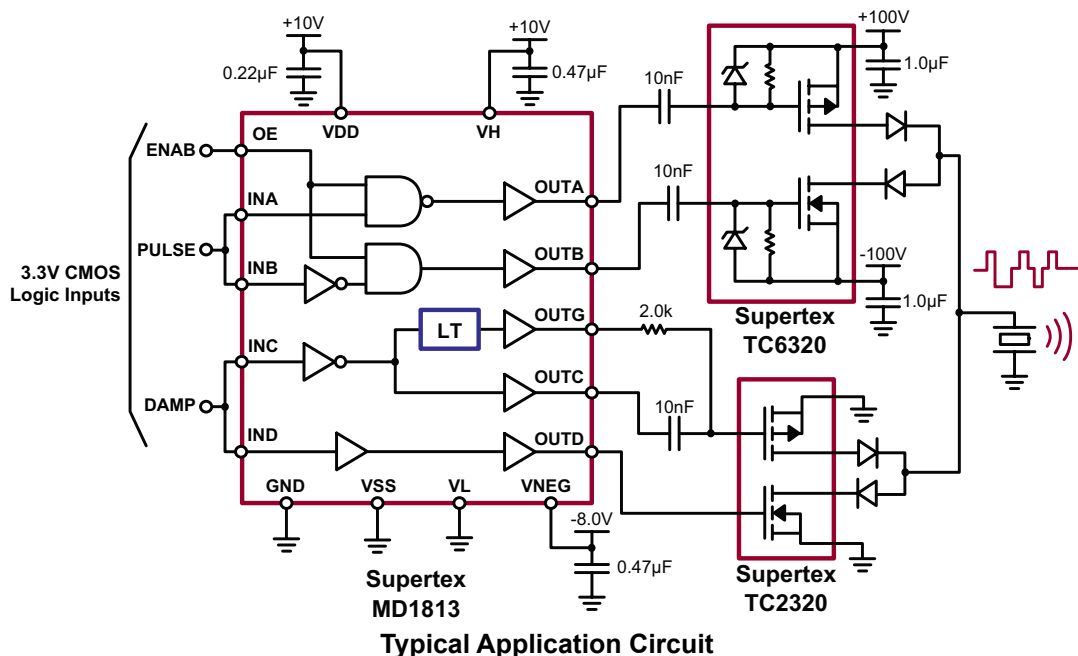 +10V
0.22µF
+10V
0.47µF
+100V
1.0µF
10nF
VDD
VH
OE
ENAB
INA
OUTA
10nF
PULSE
INB
OUTB
-100V
3.3V CMOS
Logic Inputs
1.0µF
LT
OUTG
2.0k
Supertex
TC6320
INC
OUTC
DAMP
10nF
IND
OUTD
GND
VSS
VL
VNEG
-8.0V
0.47µF
Supertex
MD1813
Supertex
TC2320
Typical Application Circuit